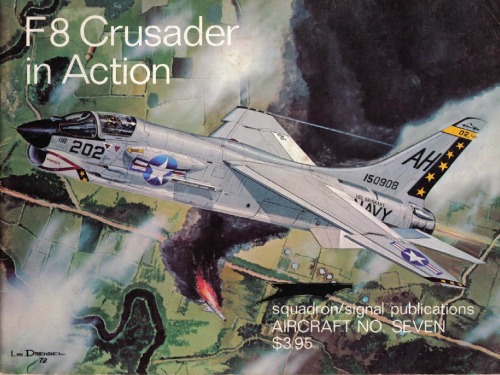 F8 Crusader
in Action
02
AH
202
150908
NAVY
squadron/signal publications
AIRCRAFT NO. SEVEN
$3.95
Lou DRENDEL
72